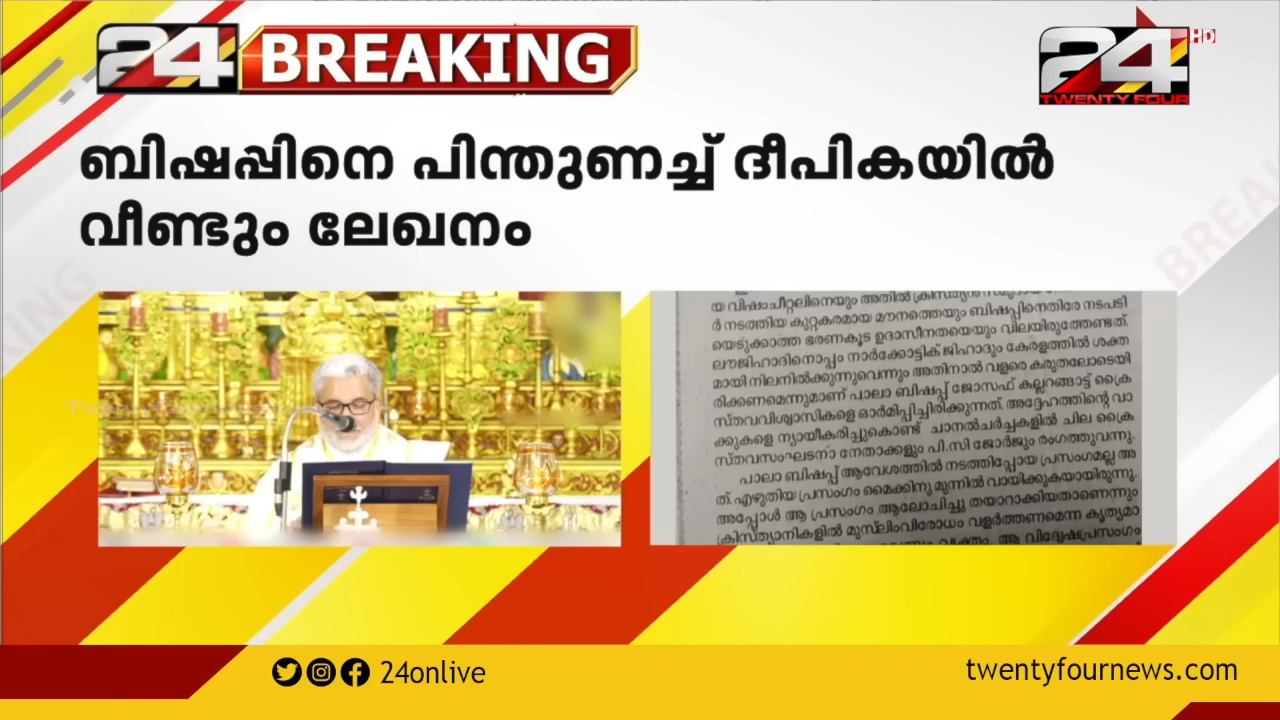 24 BREAKING
24 HD
TWENTY FOUR
ബിഷപ്പിനെ പിന്തുണച്ച് ദീപികയിൽ
വീണ്ടും ലേഖനം
യ വിഷംചീറ്റലിനെയും അതിൽ ക്രിസ്ത്യൻ സമുദായ
ർ നടത്തിയ കുറ്റകരമായ മൗനത്തെയും ബിഷപ്പിനെതിരേ നടപടി
യെടുക്കാത്ത ഭരണകൂട ഉദാസീനതയെയും വിലയിരുത്തേണ്ടത്.
ലൗജിഹാദിനൊപ്പം നാർക്കോട്ടിക് ജിഹാദും കേരളത്തിൽ ശക്ത
മായി നിലനിൽക്കുന്നുവെന്നും അതിനാൽ വളരെ കരുതലോടെയി
രിക്കണമെന്നുമാണ് പാലാ ബിഷപ്പ് ജോസഫ് കല്ലറങ്ങാട്ട് ക്രൈ
സ്തവവിശ്വാസികളെ ഓർമിപ്പിച്ചിരിക്കുന്നത്. അദ്ദേഹത്തിന്റെ വാ
ക്കുകളെ ന്യായീകരിച്ചുകൊണ്ട് ചാനൽചർച്ചകളിൽ ചില ക്രൈ
സ്തവസംഘടനാ നേതാക്കളും പി.സി ജോർജും രംഗത്തുവന്നു.
പാലാ ബിഷപ്പ് ആവേശത്തിൽ നടത്തിപ്പോയ പ്രസംഗമല്ല അ
ത്. എഴുതിയ പ്രസംഗം മൈക്കിനു മുന്നിൽ വായിക്കുകയായിരുന്നു.
അപ്പോൾ ആ പ്രസംഗം ആലോചിച്ചു തയാറാക്കിയതാണെന്നും
ക്രിസ്ത്യാനികളിൽ മുസ്‌ലിംവിരോധം വളർത്തണമെന്ന കൃത്യമാ
വ്യക്തം. ആ വിദ്വേഷപ്രസംഗം
24onlive
twentyfournews.com